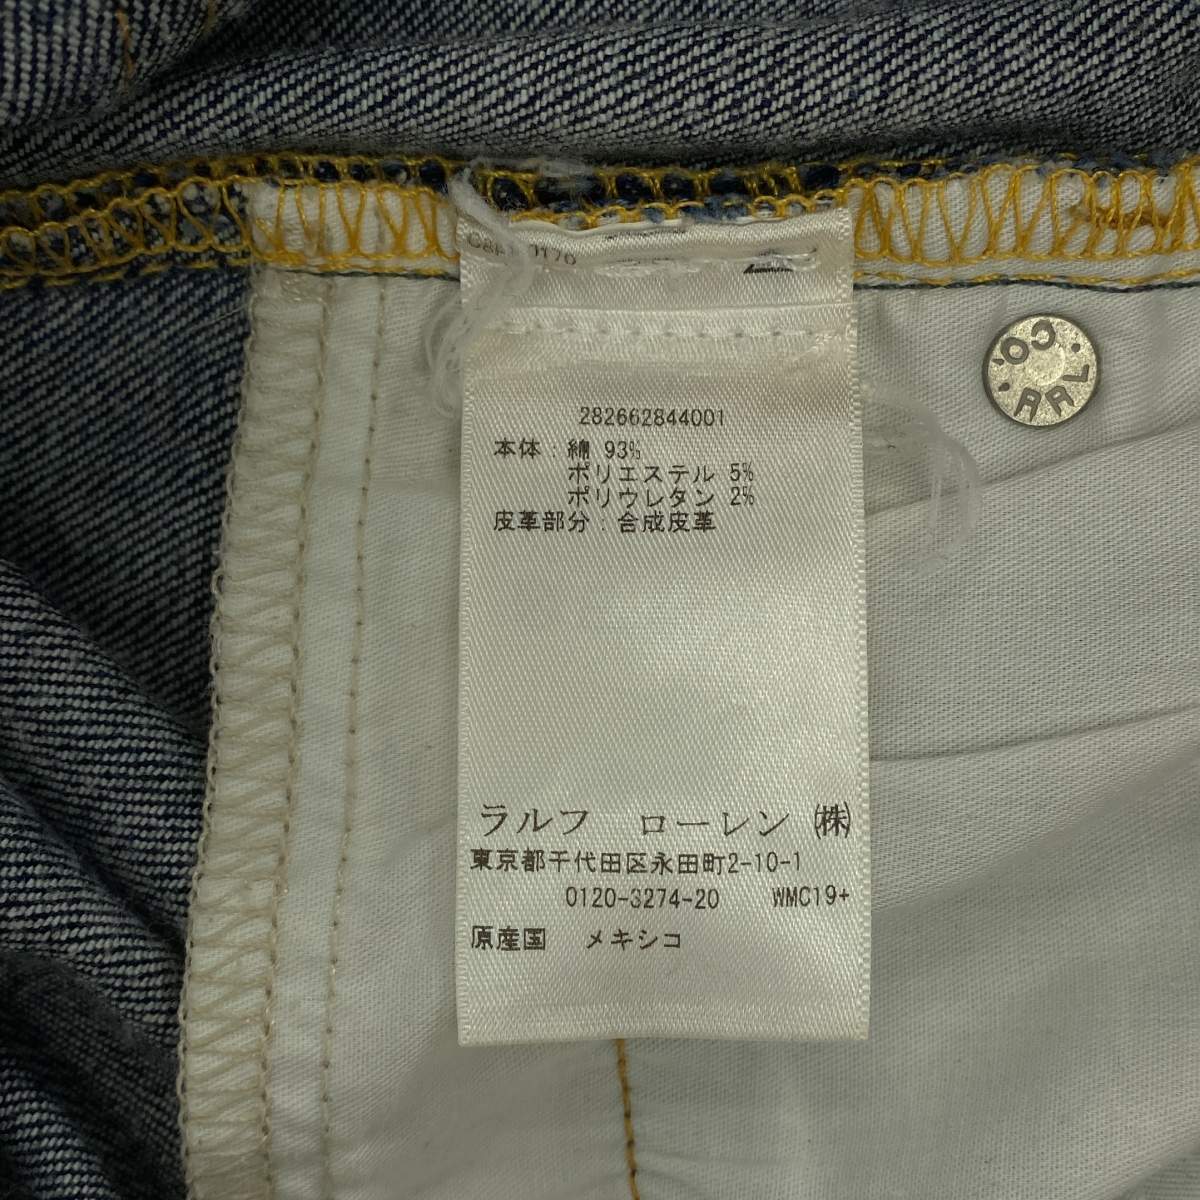 282662844001
本体：綿 93%
ポリエステル 5%
ポリウレタン 2%
皮革部分：合成皮革
ラルフ ローレン ㈱
東京都千代田区永田町2-10-1
0120-3274-20 WMC19+
原産国 メキシコ
RRL & CO.